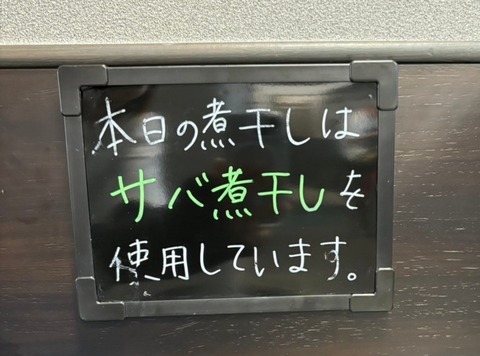 本日の煮干しは
サバ煮干しを
使用しています。